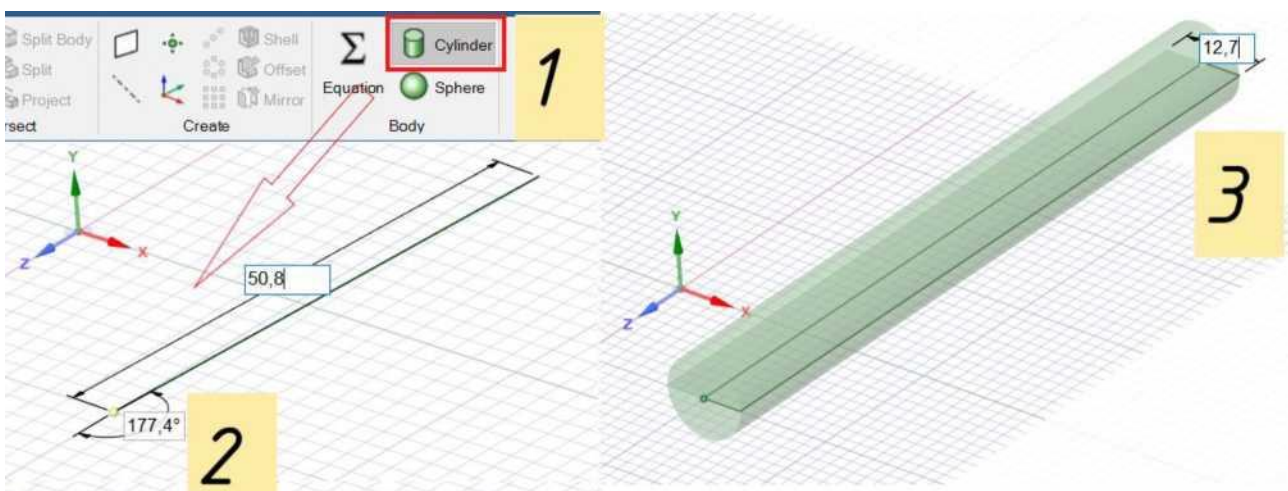 Split Body
Split
Project
rsect
Shell
Offset
Mirror
Create
Σ
Equation
Cylinder
Sphere
Body
1
Y
X
Z
50,8
177,4°
2
12,7
3
Y
X
Z